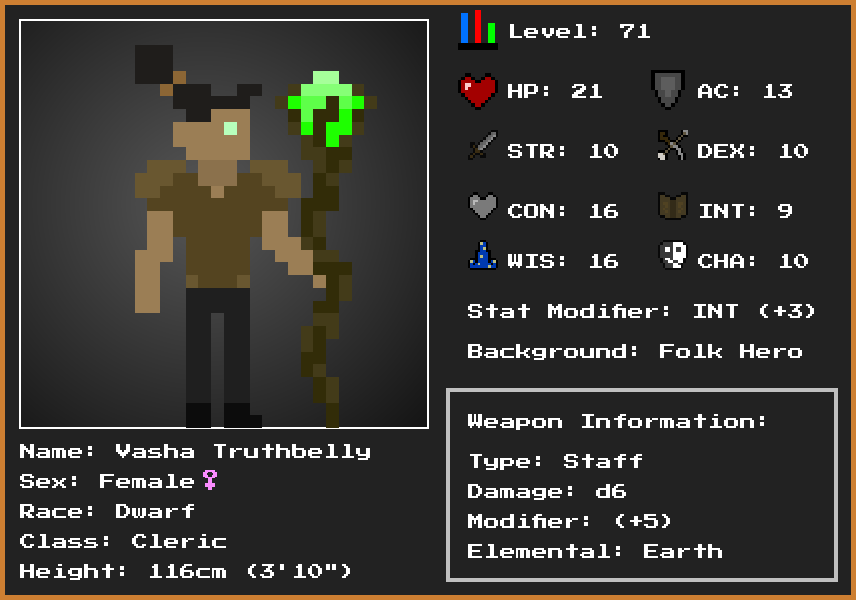 Level: 71
HP: 21 AC: 13
STR: 10 DEX: 10
CON: 16 INT: 9
WIS: 16 CHA: 10
Stat Modifier: INT (+3)
Background: Folk Hero
Weapon Information:
Type: Staff
Damage: d6
Modifier: (+5)
Elemental: Earth
Name: Vasha Truthbelly
Sex: Female♀
Race: Dwarf
Class: Cleric
Height: 116cm (3'10")